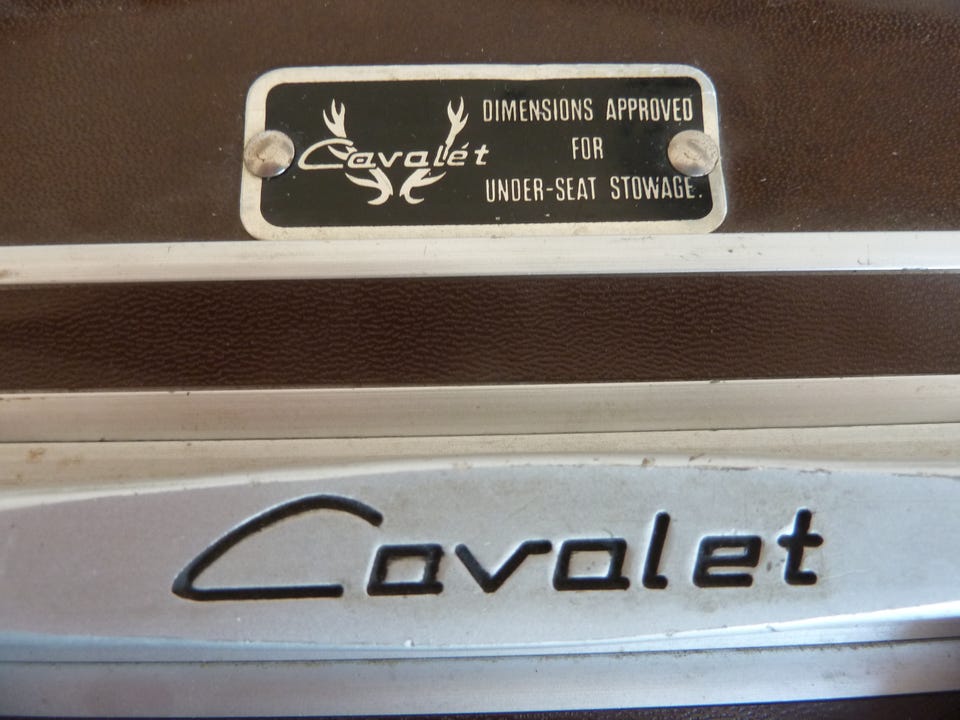 Cavalét
DIMENSIONS APPROVED
FOR
UNDER-SEAT STOWAGE.
Cavalet